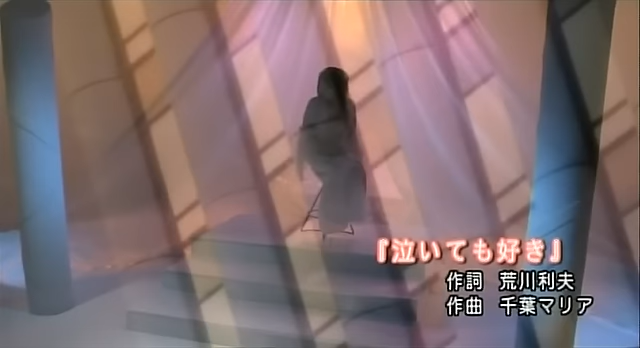 『泣いても好き』
作詞 荒川利夫
作曲 千葉マリア